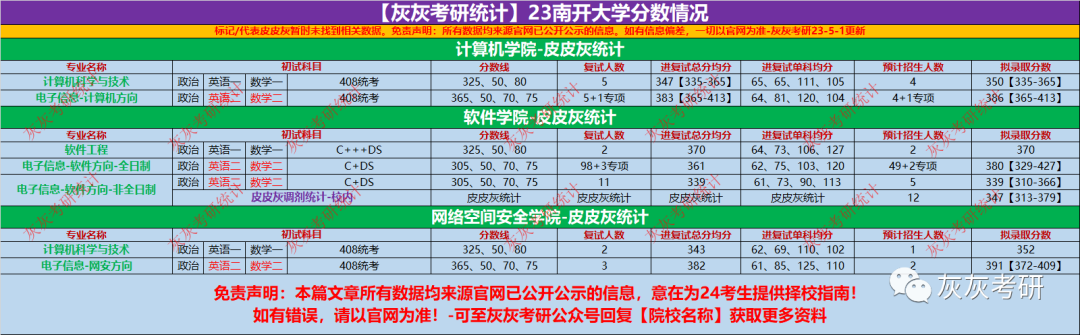 【灰灰考研统计】23南开大学分数情况
标记/代表皮皮灰暂时未找到相关数据。免责声明：所有数据均来源官网已公开公示的信息。如有信息偏差，一切以官网为准-灰灰考研23-5-1更新
计算机学院-皮皮灰统计
专业名称 初试科目 分数线 复试人数 进复试总分均分 进复试单科均分 预计招生人数 拟录取分数
计算机科学与技术 政治 英语一 数学一 408统考 325、50、80 5 347【335-365】 65、65、111、105 4 350【335-365】
电子信息-计算机方向 政治 英语二 数学二 408统考 365、50、70、75 5+1专项 383【365-413】 64、81、120、104 4+1专项 386【365-413】
软件学院-皮皮灰统计
专业名称 初试科目 分数线 复试人数 进复试总分均分 进复试单科均分 预计招生人数 拟录取分数
软件工程 政治 英语一 数学一 C+++DS 325、50、80 2 370 64、73、106、127 2 370
电子信息-软件方向-全日制 政治 英语二 数学二 C+DS 305、50、70、75 98+3专项 361 62、75、103、120 49+2专项 380【329-427】
电子信息-软件方向-非全日制 政治 英语二 数学二 C+DS 305、50、70、75 11 339 61、73、90、113 5 339【310-366】
皮皮灰调剂统计-校内 皮皮灰统计 皮皮灰统计 皮皮灰统计 皮皮灰统计 12 347【313-379】
网络空间安全学院-皮皮灰统计
专业名称 初试科目 分数线 复试人数 进复试总分均分 进复试单科均分 预计招生人数 拟录取分数
计算机科学与技术 政治 英语一 数学一 408统考 325、50、80 2 343 62、69、110、102 1 352
电子信息-网安方向 政治 英语二 数学二 408统考 365、50、70、75 3 382 61、85、125、110 2 391【372-409】
免责声明：本篇文章所有数据均来源官网已公开公示的信息，意在为24考生提供择校指南！
如有错误，请以官网为准！-可至灰灰考研公众号回复【院校名称】获取更多资料
灰灰考研